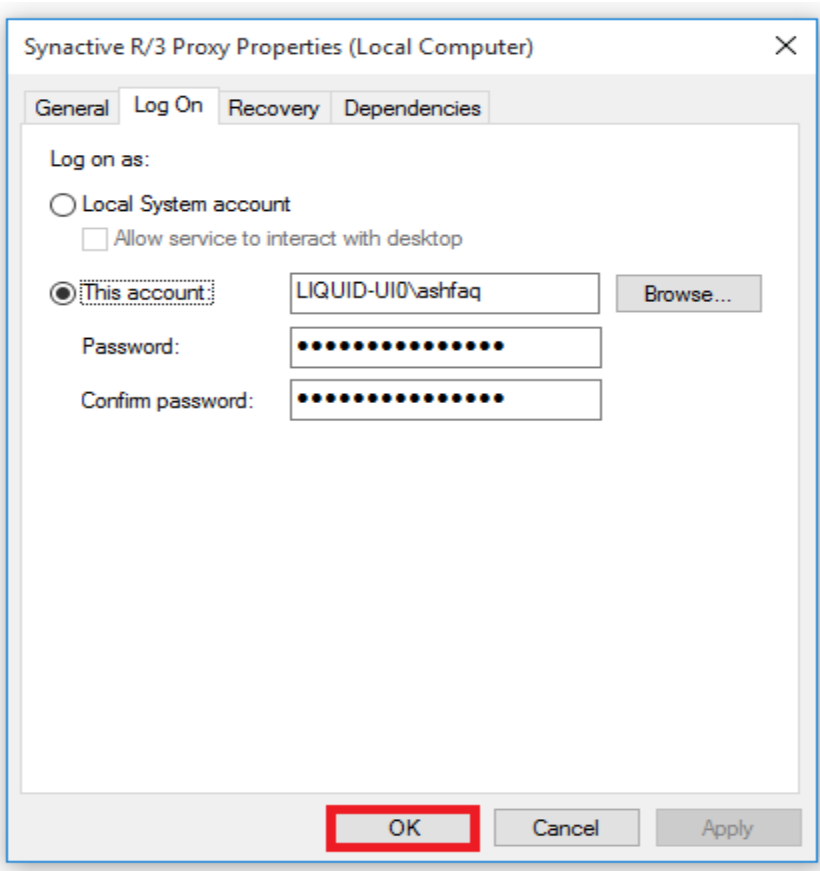 Synactive R/3 Proxy Properties (Local Computer)
General Log On Recovery Dependencies
Log on as:
Local System account
Allow service to interact with desktop
This account: LIQUID-UI0\ashfaq Browse...
Password: ●●●●●●●●●●●●●●●
Confirm password: ●●●●●●●●●●●●●●●
OK Cancel Apply